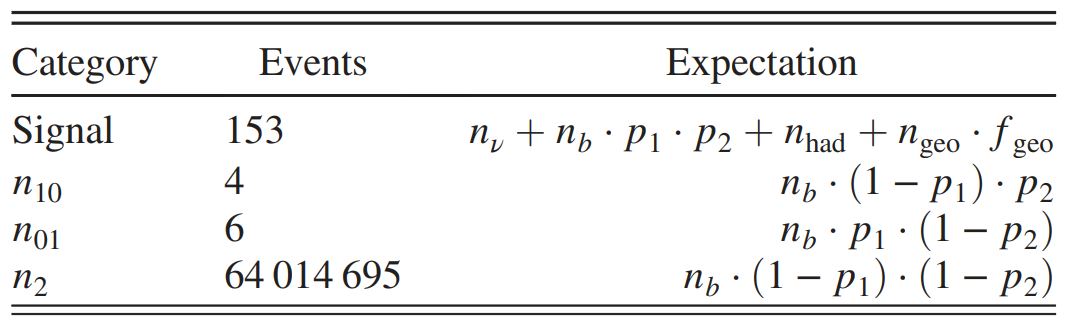 Category Events Expectation
Signal 153 n_ν + n_b · p_1 · p_2 + n_had + n_geo · f_geo
n_10 4 n_b · (1 − p_1) · p_2
n_01 6 n_b · p_1 · (1 − p_2)
n_2 64 014 695 n_b · (1 − p_1) · (1 − p_2)